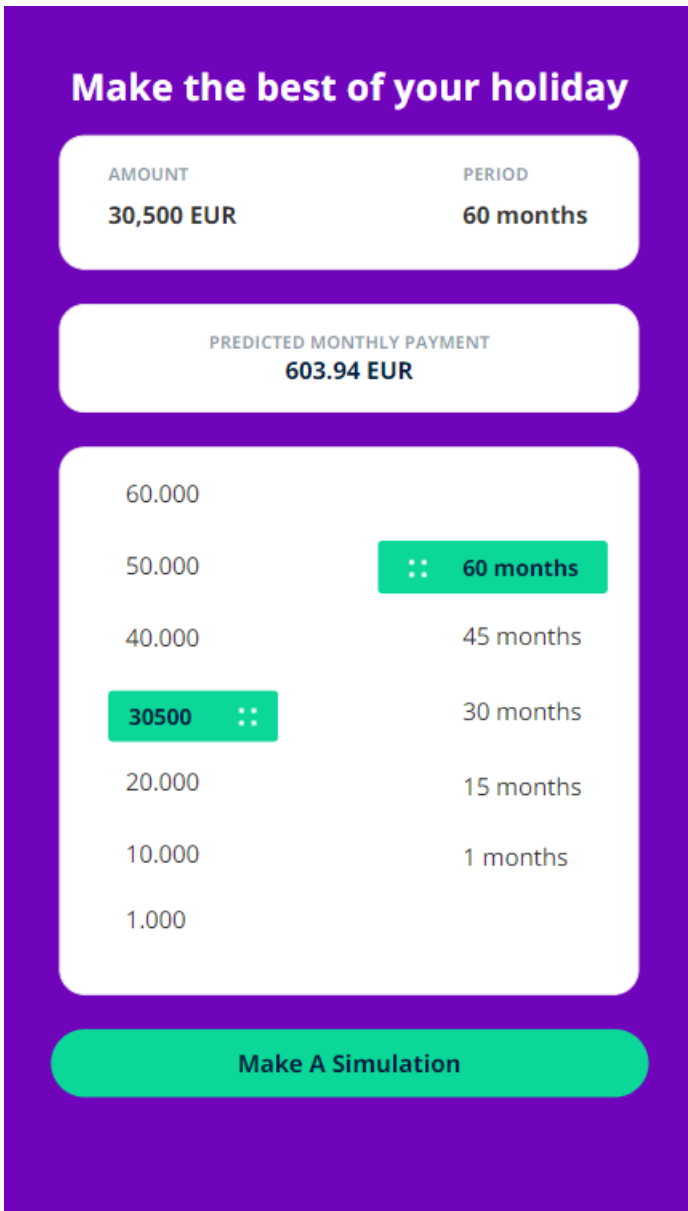 Make the best of your holiday
AMOUNT PERIOD
30,500 EUR 60 months
PREDICTED MONTHLY PAYMENT
603.94 EUR
60.000
50.000 60 months
40.000 45 months
30500 30 months
20.000 15 months
10.000 1 months
1.000
Make A Simulation